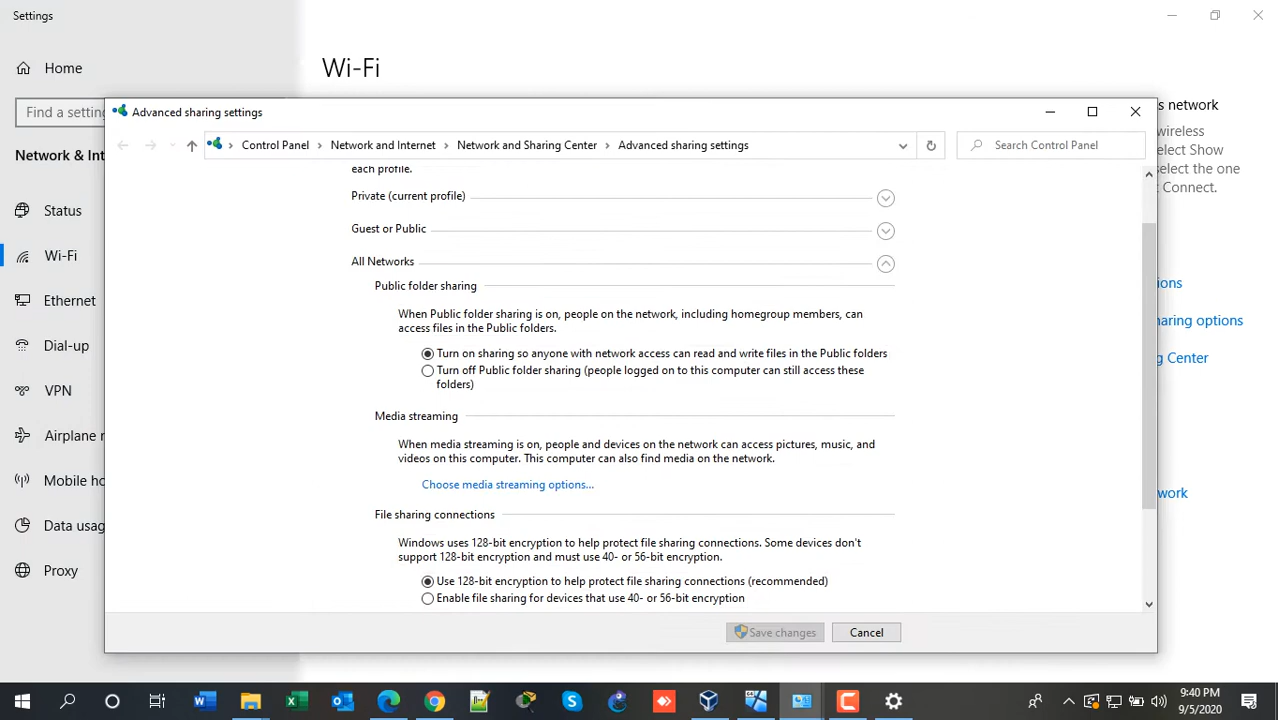 Settings
Home
Find a settin
Network & Int
Status
Wi-Fi
Ethernet
Dial-up
VPN
Airplane
Mobile ho
Data usag
Proxy
Wi-Fi
s network
wireless
elect Show
select the one
Connect.
ions
haring options
g Center
work
Advanced sharing settings
Control Panel > Network and Internet > Network and Sharing Center > Advanced sharing settings
Search Control Panel
each profile.
Private (current profile)
Guest or Public
All Networks
Public folder sharing
When Public folder sharing is on, people on the network, including homegroup members, can
access files in the Public folders.
Turn on sharing so anyone with network access can read and write files in the Public folders
Turn off Public folder sharing (people logged on to this computer can still access these
folders)
Media streaming
When media streaming is on, people and devices on the network can access pictures, music, and
videos on this computer. This computer can also find media on the network.
Choose media streaming options...
File sharing connections
Windows uses 128-bit encryption to help protect file sharing connections. Some devices don't
support 128-bit encryption and must use 40- or 56-bit encryption.
Use 128-bit encryption to help protect file sharing connections (recommended)
Enable file sharing for devices that use 40- or 56-bit encryption
Save changes
Cancel
9:40 PM
9/5/2020